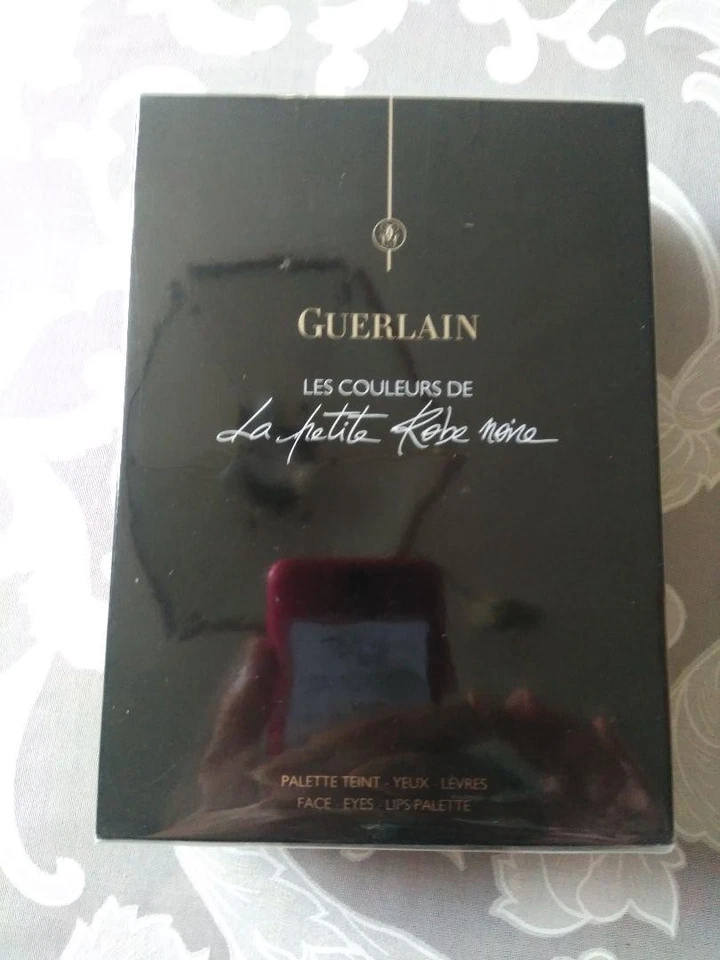 GUERLAIN
LES COULEURS DE
La petite Robe noire
PALETTE TEINT - YEUX - LÈVRES
FACE - EYES - LIPS PALETTE